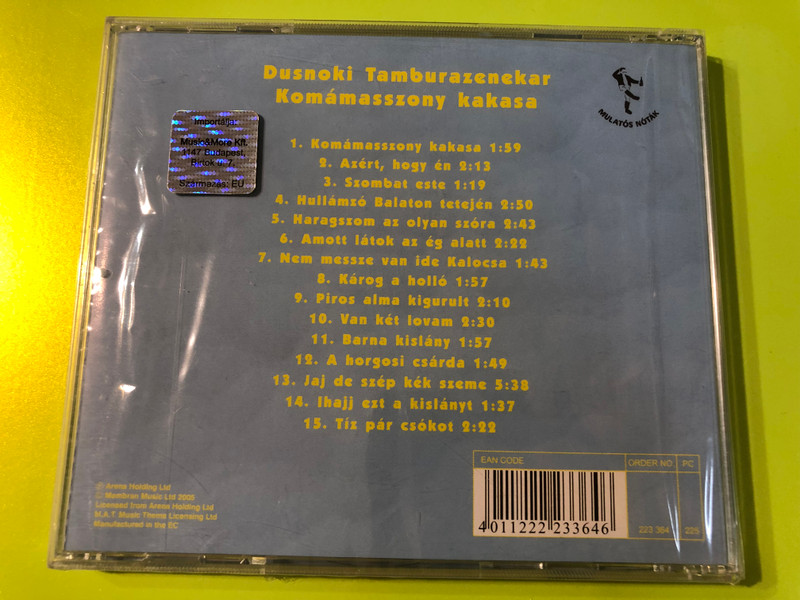 Dusnoki Tamburazenekar
Komámasszony kakasa
MULATÓS NÓTÁK
Importálja:
Music&More Kft.
1147 Budapest,
Birtok u. 7.
Származás: EU
1. Komámasszony kakasa 1:59
2. Azért, hogy én 2:13
3. Szombat este 1:19
4. Hullámzó Balaton tetején 2:50
5. Haragszom az olyan szóra 2:43
6. Amott látok az ég alatt 2:22
7. Nem messze van ide Kalocsa 1:43
8. Károg a holló 1:57
9. Piros alma kigurult 2:10
10. Van két lovam 2:30
11. Barna kislány 1:57
12. A horgosi csárda 1:49
13. Jaj de szép kék szeme 5:38
14. Ihajj ezt a kislányt 1:37
15. Tíz pár csókot 2:22
EAN CODE
ORDER NO.
PC
4 011222 233646
223 364
225
℗ Arena Holding Ltd
© Membran Music Ltd 2005
Licensed from Arena Holding Ltd
M.A.T. Music Theme Licensing Ltd
Manufactured in the EC